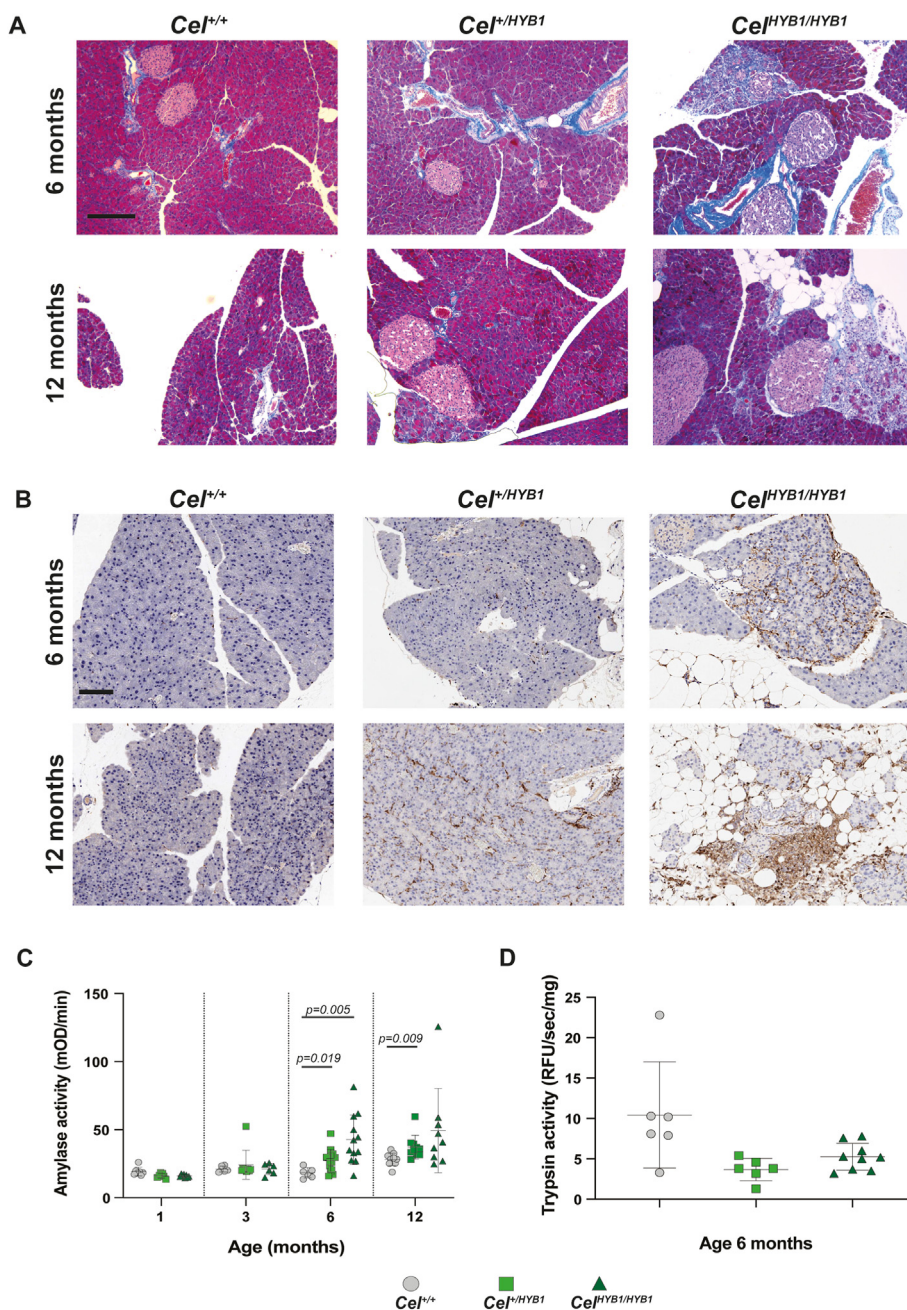 A
Cel+/+
Cel+/HYB1
CelHYB1/HYB1
6 months
12 months
B
Cel+/+
Cel+/HYB1
CelHYB1/HYB1
6 months
12 months
C
Amylase activity (mOD/min)
150
100
50
0
p=0.005
p=0.019
p=0.009
1
3
6
12
Age (months)
D
Trypsin activity (RFU/sec/mg)
25
20
15
10
5
0
Age 6 months
Cel+/+
Cel+/HYB1
CelHYB1/HYB1